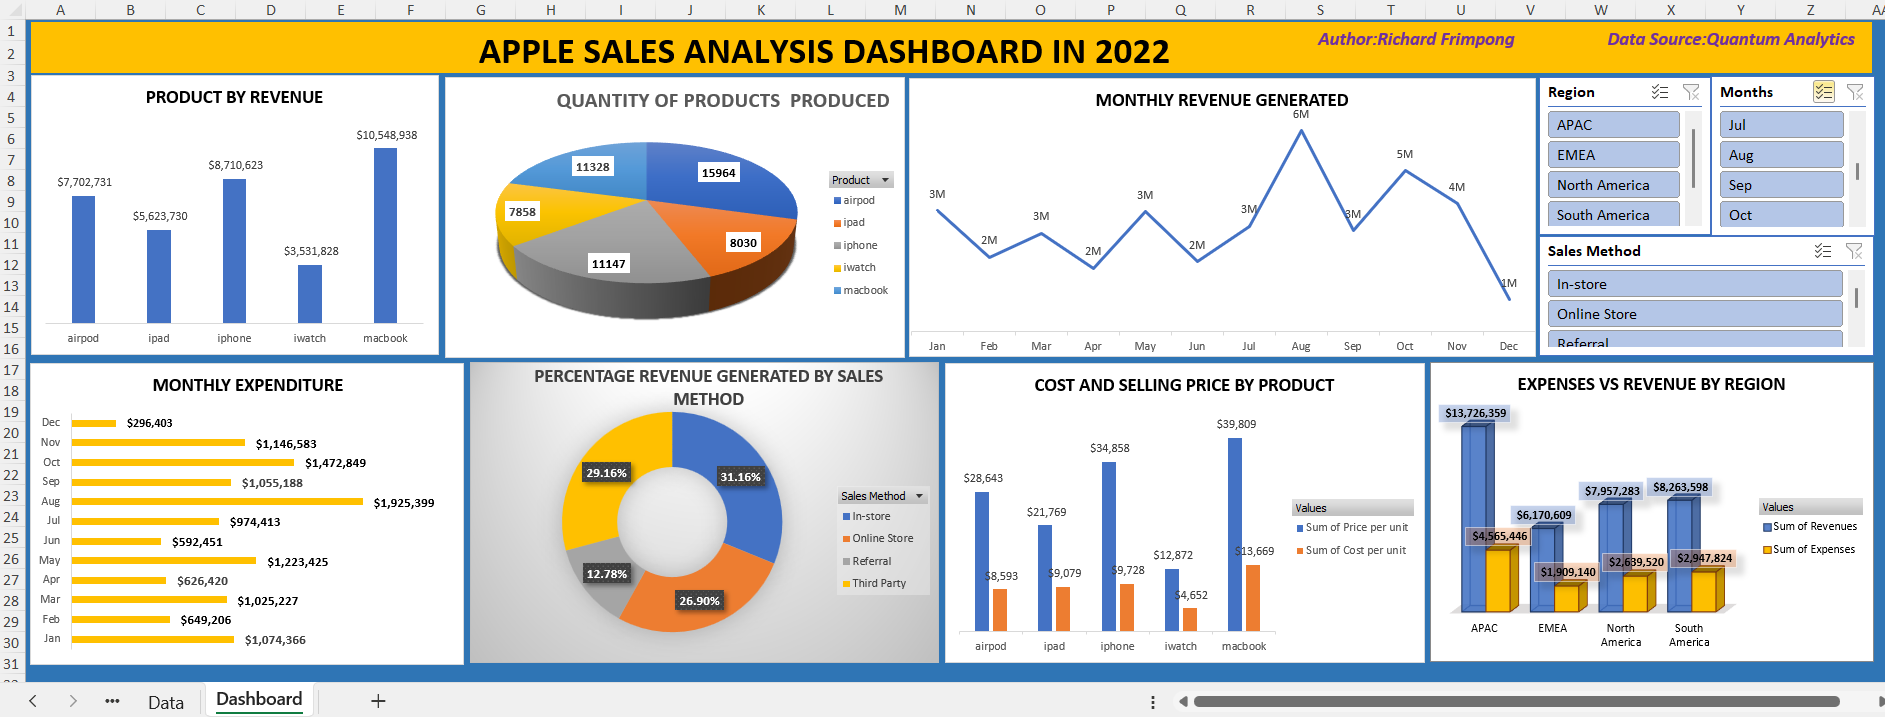 A B C D E F G H I J K L M N O P Q R S T U V W X Y Z AA
1 2 3 4 5 6 7 8 9 10 11 12 13 14 15 16 17 18 19 20 21 22 23 24 25 26 27 28 29 30 31
APPLE SALES ANALYSIS DASHBOARD IN 2022
Author:Richard Frimpong
Data Source:Quantum Analytics
PRODUCT BY REVENUE
$7,702,731
$5,623,730
$8,710,623
$3,531,828
$10,548,938
airpod ipad iphone iwatch macbook
QUANTITY OF PRODUCTS PRODUCED
11328
15964
7858
8030
11147
Product
airpod
ipad
iphone
iwatch
macbook
MONTHLY REVENUE GENERATED
3M 2M 3M 2M 3M 2M 3M 6M 3M 5M 4M 1M
Jan Feb Mar Apr May Jun Jul Aug Sep Oct Nov Dec
Region
APAC
EMEA
North America
South America
Months
Jul
Aug
Sep
Oct
Sales Method
In-store
Online Store
Referral
MONTHLY EXPENDITURE
Dec $296,403
Nov $1,146,583
Oct $1,472,849
Sep $1,055,188
Aug $1,925,399
Jul $974,413
Jun $592,451
May $1,223,425
Apr $626,420
Mar $1,025,227
Feb $649,206
Jan $1,074,366
PERCENTAGE REVENUE GENERATED BY SALES
METHOD
29.16%
31.16%
12.78%
26.90%
Sales Method
In-store
Online Store
Referral
Third Party
COST AND SELLING PRICE BY PRODUCT
$28,643
$8,593
$21,769
$9,079
$34,858
$9,728
$12,872
$4,652
$39,809
$13,669
airpod ipad iphone iwatch macbook
Values
Sum of Price per unit
Sum of Cost per unit
EXPENSES VS REVENUE BY REGION
$13,726,359
$4,565,446
$6,170,609
$1,909,140
$7,957,283
$2,639,520
$8,263,598
$2,947,824
APAC
EMEA
North
America
South
America
Values
Sum of Revenues
Sum of Expenses
Data
Dashboard